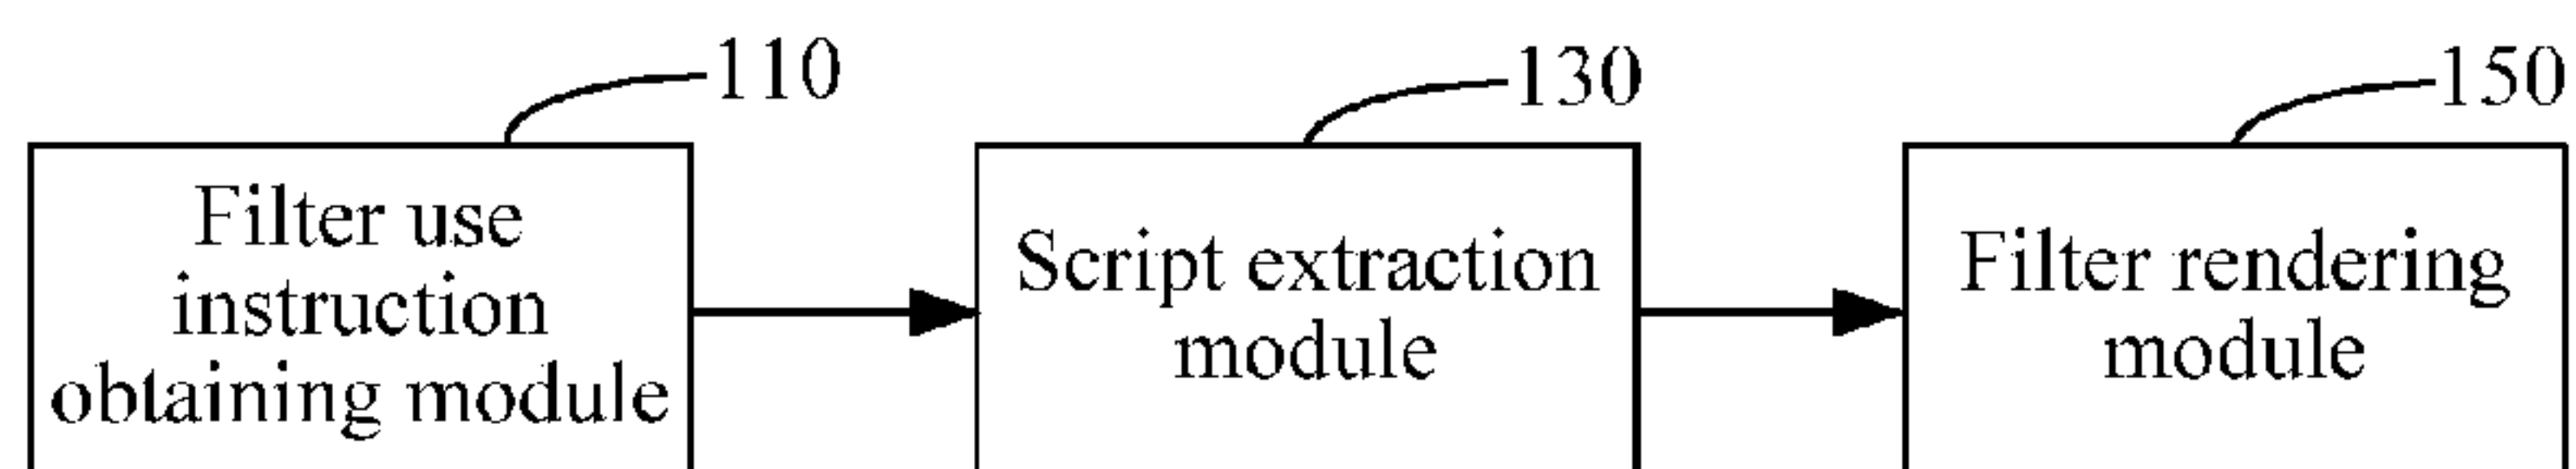 110
130
150
Filter use
instruction
obtaining module
Script extraction
module
Filter rendering
module